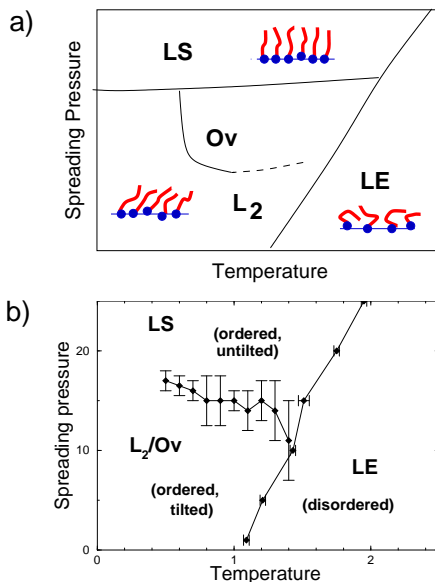 a)
LS
Ov
L2
LE
Spreading Pressure
Temperature
b)
LS
(ordered,
untilted)
L2/Ov
(ordered,
tilted)
LE
(disordered)
Spreading pressure
20
10
0
0
1
2
Temperature